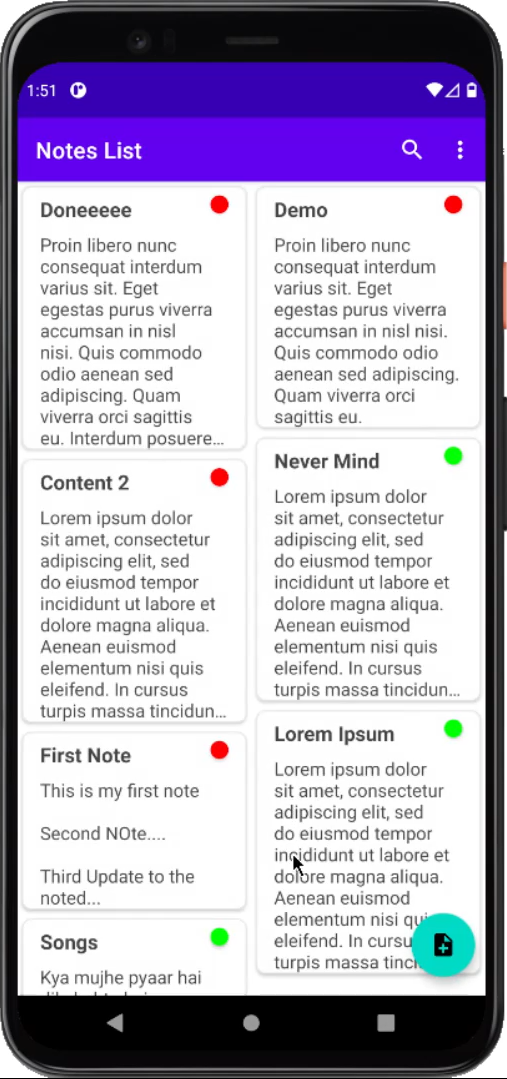 1:51
Notes List
Doneeeee
Proin libero nunc
consequat interdum
varius sit. Eget
egestas purus viverra
accumsan in nisl
nisi. Quis commodo
odio aenean sed
adipiscing. Quam
viverra orci sagittis
eu. Interdum posuere...
Demo
Proin libero nunc
consequat interdum
varius sit. Eget
egestas purus viverra
accumsan in nisl nisi.
Quis commodo odio
aenean sed adipiscing.
Quam viverra orci
sagittis eu.
Content 2
Lorem ipsum dolor
sit amet, consectetur
adipiscing elit, sed
do eiusmod tempor
incididunt ut labore et
dolore magna aliqua.
Aenean euismod
elementum nisi quis
eleifend. In cursus
turpis massa tincidun...
Never Mind
Lorem ipsum dolor
sit amet, consectetur
adipiscing elit, sed
do eiusmod tempor
incididunt ut labore et
dolore magna aliqua.
Aenean euismod
elementum nisi quis
eleifend. In cursus
turpis massa tincidun...
First Note
This is my first note
Second NOte....
Third Update to the
noted...
Lorem Ipsum
Lorem ipsum dolor
sit amet, consectetur
adipiscing elit, sed
do eiusmod tempor
incididunt ut labore et
dolore magna aliqua.
Aenean euismod
elementum nisi
eleifend. In
turpis massa
Songs
Kya mujhe pyaar hai